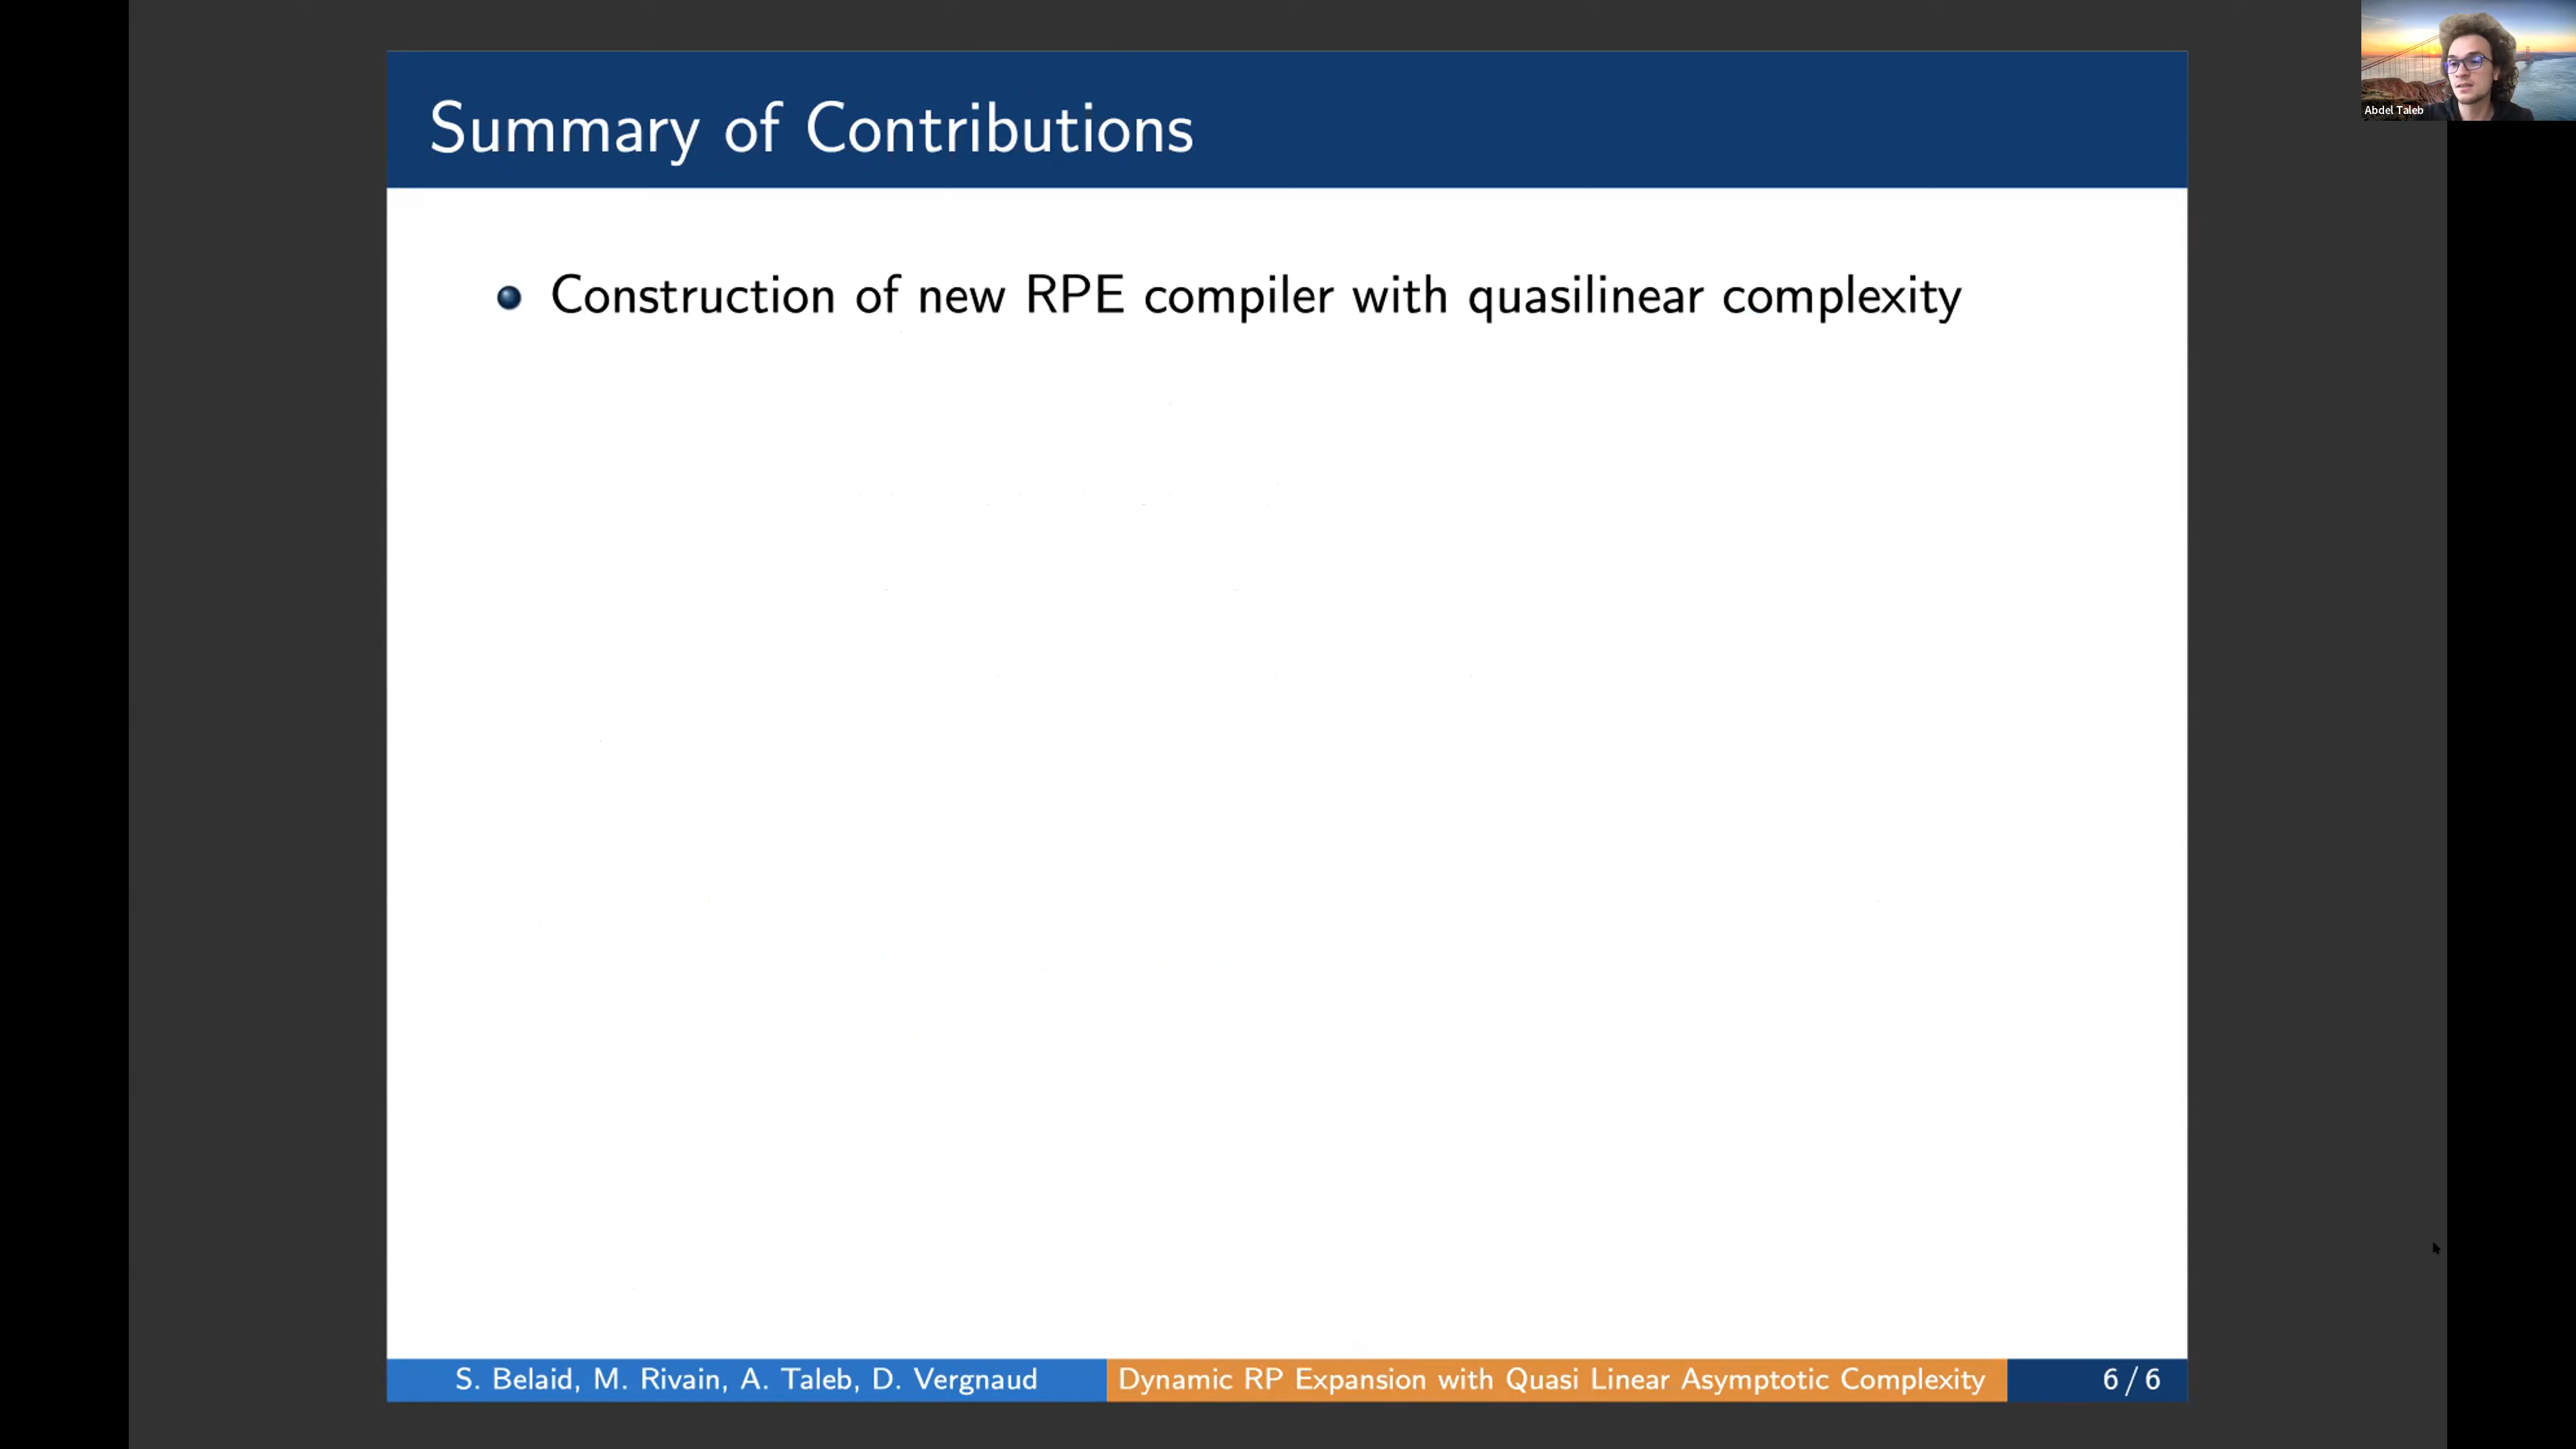 Abdel Taleb
Summary of Contributions
Construction of new RPE compiler with quasilinear complexity
S. Belaid, M. Rivain, A. Taleb, D. Vergnaud
Dynamic RP Expansion with Quasi Linear Asymptotic Complexity
6 / 6